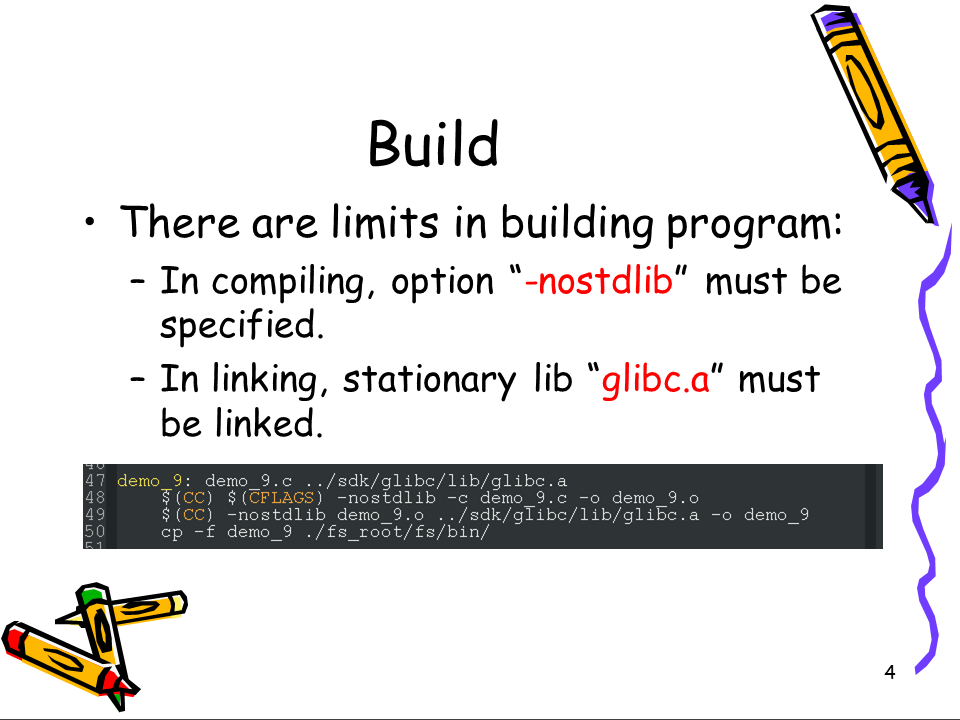 Build
• There are limits in building program:
– In compiling, option “-nostdlib” must be
specified.
– In linking, stationary lib “glibc.a” must
be linked.
46
47 demo_9: demo_9.c ../sdk/glibc/lib/glibc.a
48     $(CC) $(CFLAGS) -nostdlib -c demo_9.c -o demo_9.o
49     $(CC) -nostdlib demo_9.o ../sdk/glibc/lib/glibc.a -o demo_9
50     cp -f demo_9 ./fs_root/fs/bin/
51
4